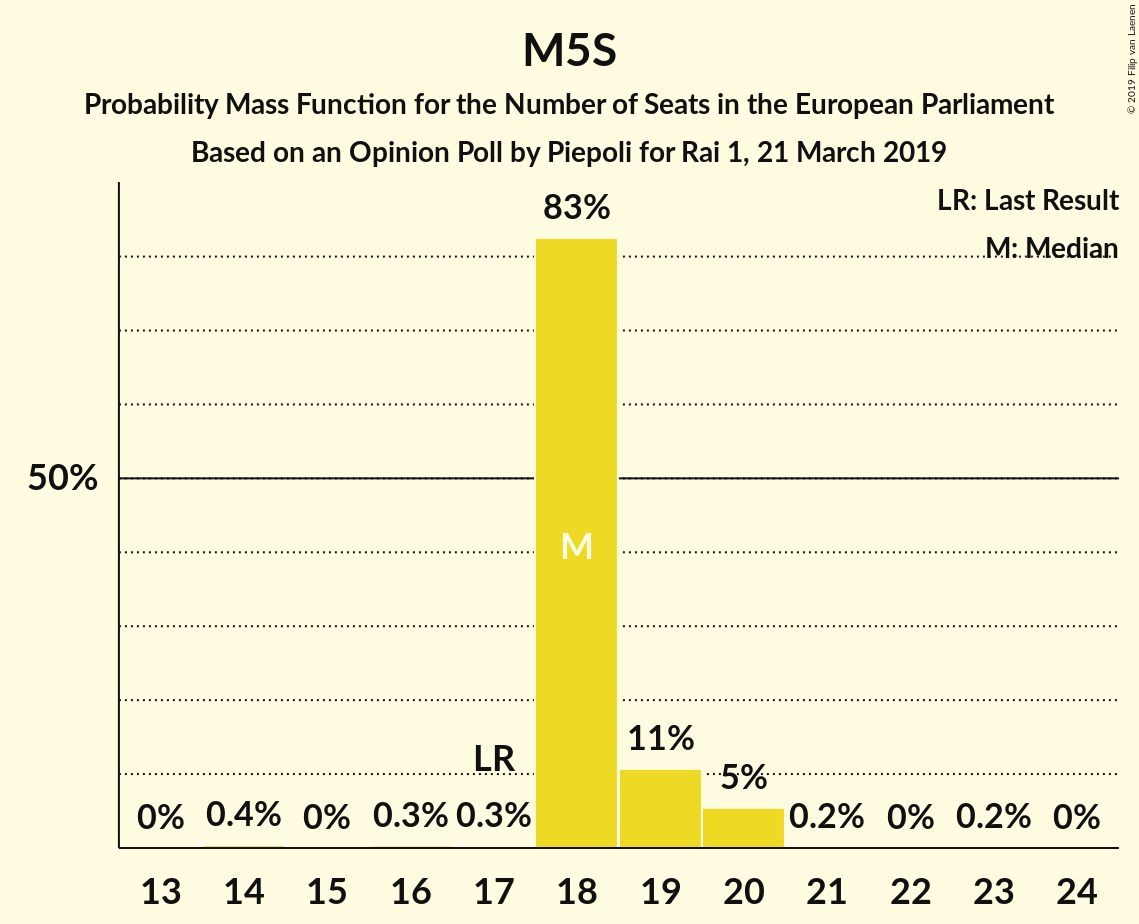 M5S
Probability Mass Function for the Number of Seats in the European Parliament
Based on an Opinion Poll by Piepoli for Rai 1, 21 March 2019
© 2019 Filip van Laenen
LR: Last Result
M: Median
83%
50%
M
LR
11%
5%
0% 0.4% 0% 0.3% 0.3% 0.2% 0% 0.2% 0%
13 14 15 16 17 18 19 20 21 22 23 24